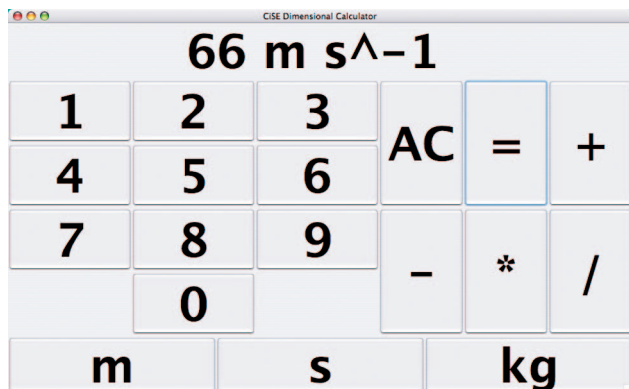 CiSE Dimensional Calculator
66 m s^-1
1 2 3 AC = +
4 5 6
7 8 9 - * /
0
m s kg